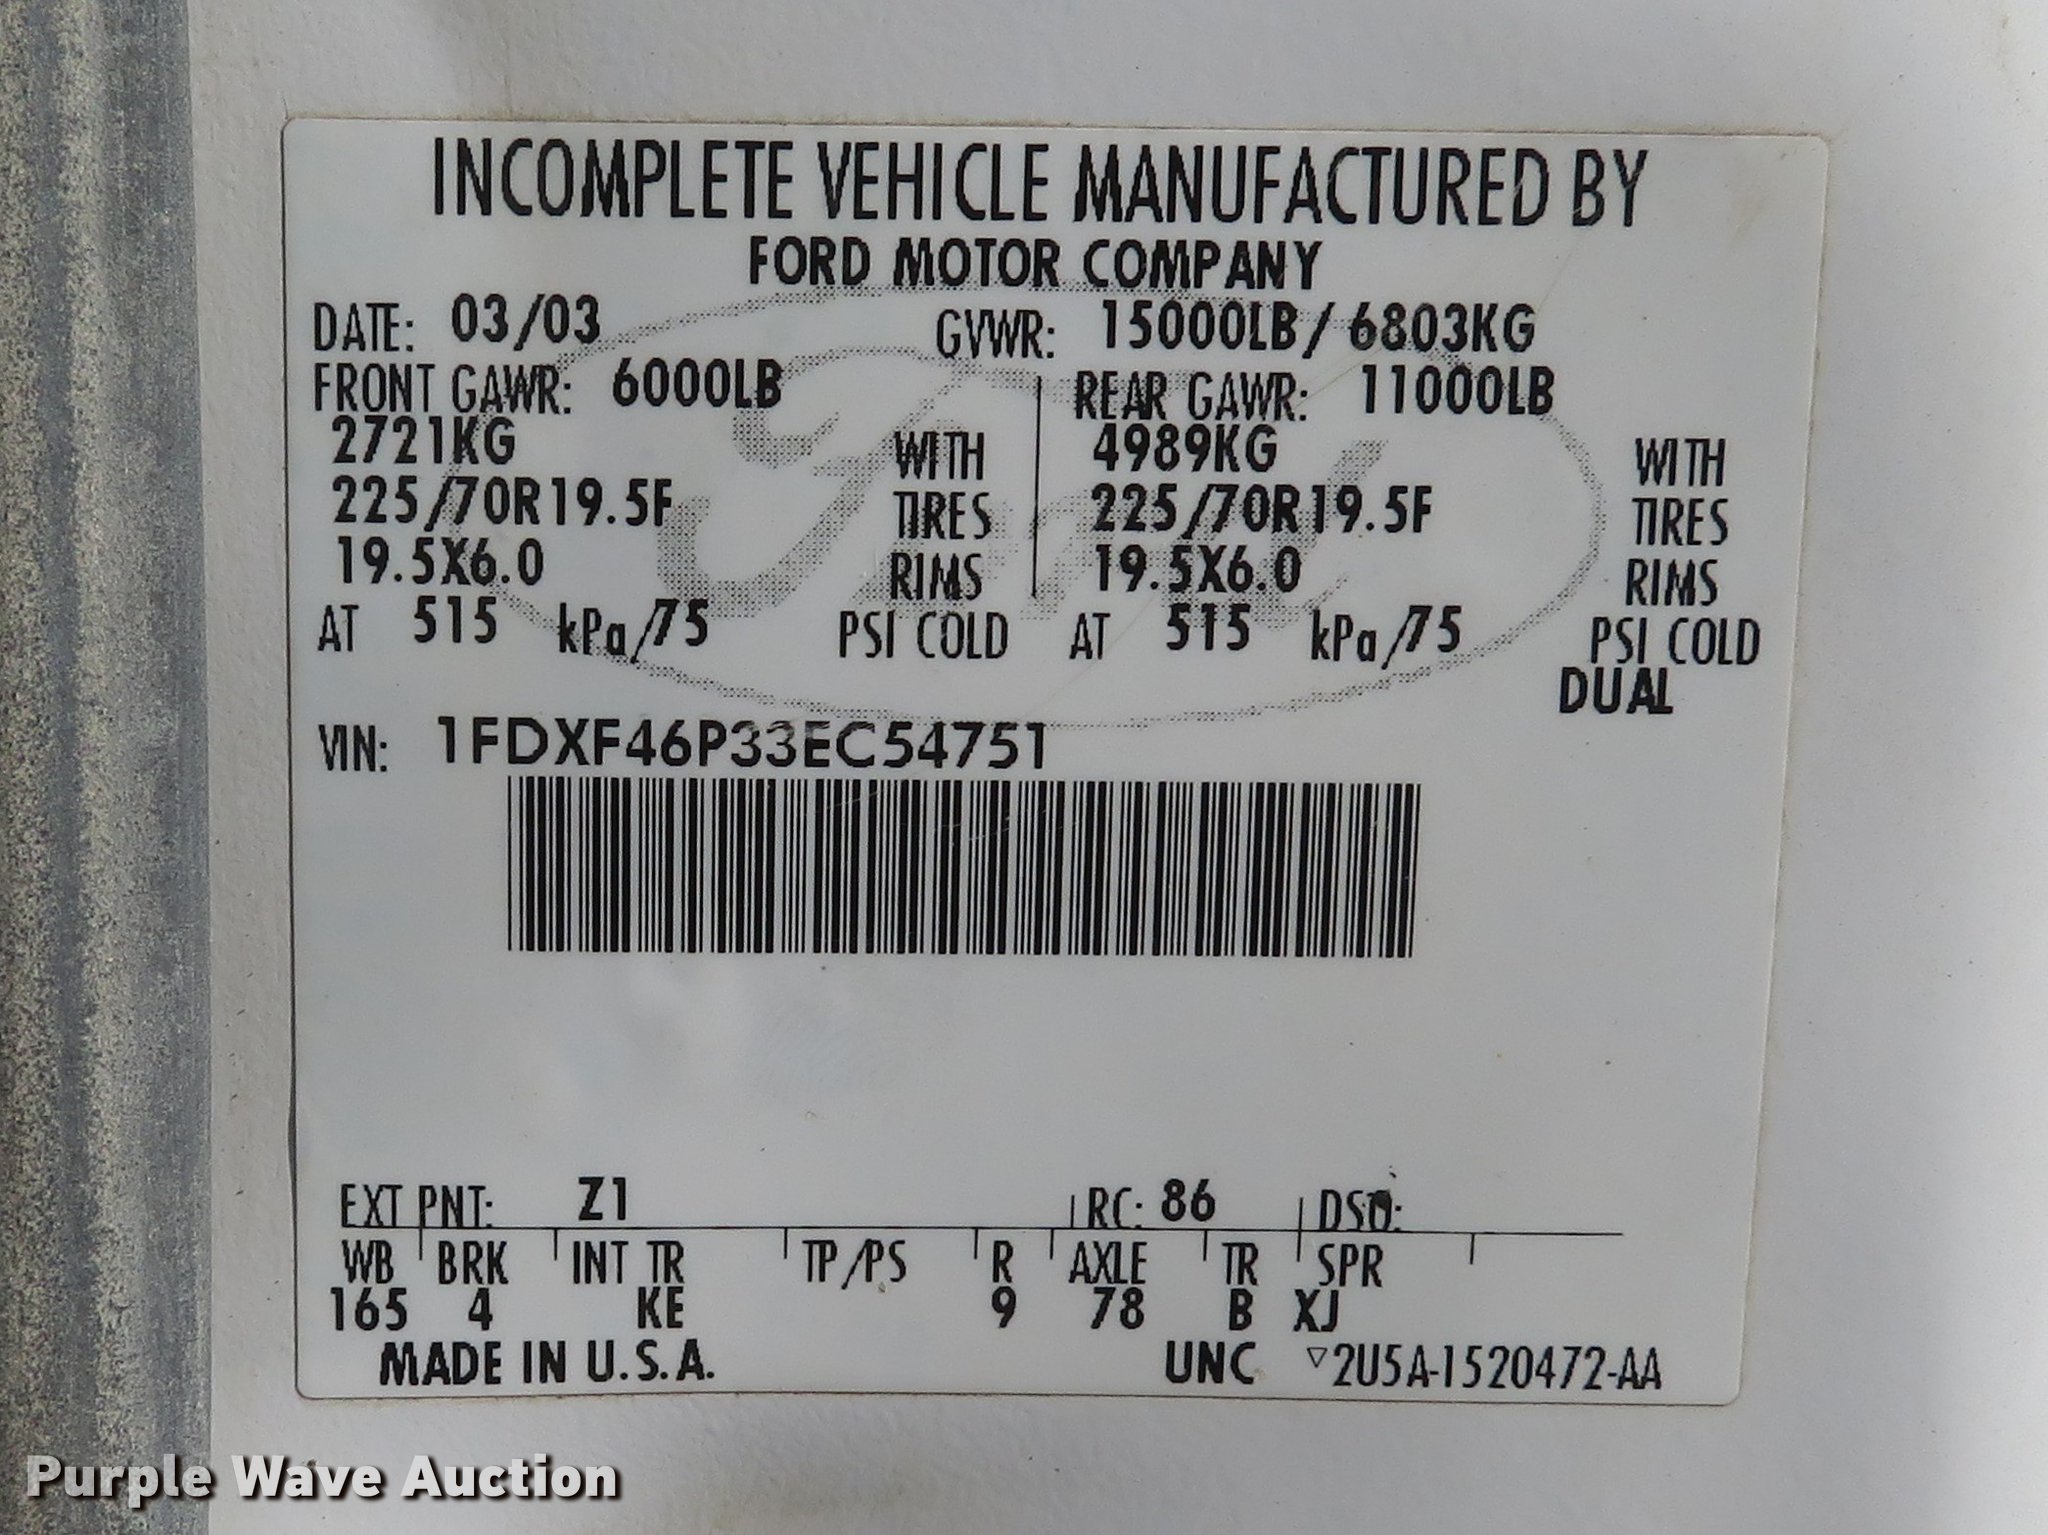 INCOMPLETE VEHICLE MANUFACTURED BY
FORD MOTOR COMPANY
DATE: 03/03 GVWR: 15000LB/ 6803KG
FRONT GAWR: 6000LB REAR GAWR: 11000LB
2721KG WITH 4989KG WITH
225/70R19.5F TIRES 225/70R19.5F TIRES
19.5X6.0 RIMS 19.5X6.0 RIMS
AT 515 kPa/75 PSI COLD AT 515 kPa/75 PSI COLD
DUAL
VIN: 1FDXF46P33EC54751
EXT PNT: Z1 RC: 86 DSO:
WB BRK INT TR TP/PS R AXLE TR SPR
165 4 KE 9 78 B XJ
MADE IN U.S.A. UNC ▽2U5A-1520472-AA
Purple Wave Auction